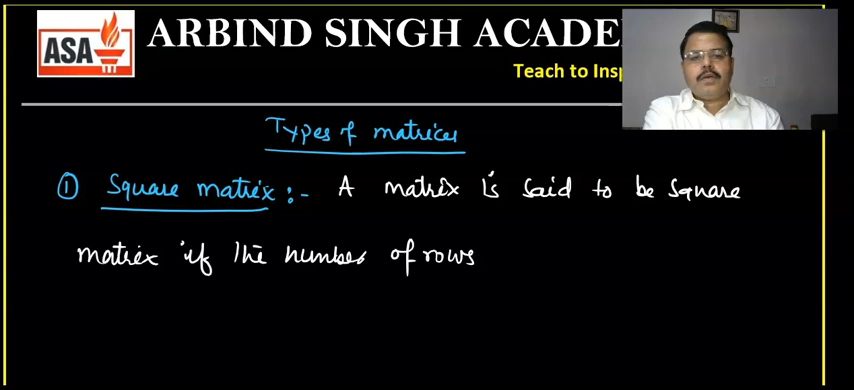 ASA
ARBIND SINGH ACADE
Teach to Insp
Types of matrices
① Square matrix :- A matrix is said to be square
matrix if the number of rows